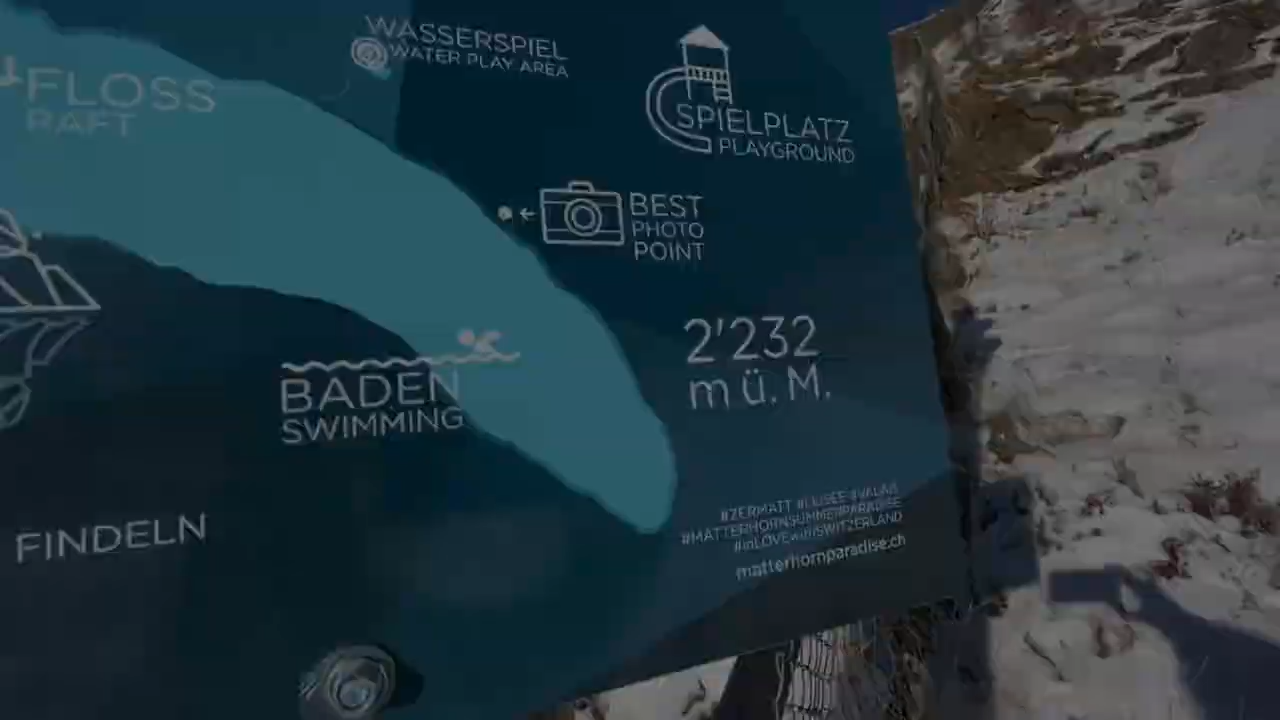 WASSERSPIEL
WATER PLAY AREA
FLOSS
RAFT
SPIELPLATZ
PLAYGROUND
BEST
PHOTO
POINT
2'232
m ü. M.
BADEN
SWIMMING
FINDELN
#ZERMATT #LEISEE #VALAIS
#MATTERHORNSUMMERPARADISE
#inLOVEwithSWITZERLAND
matterhornparadise.ch